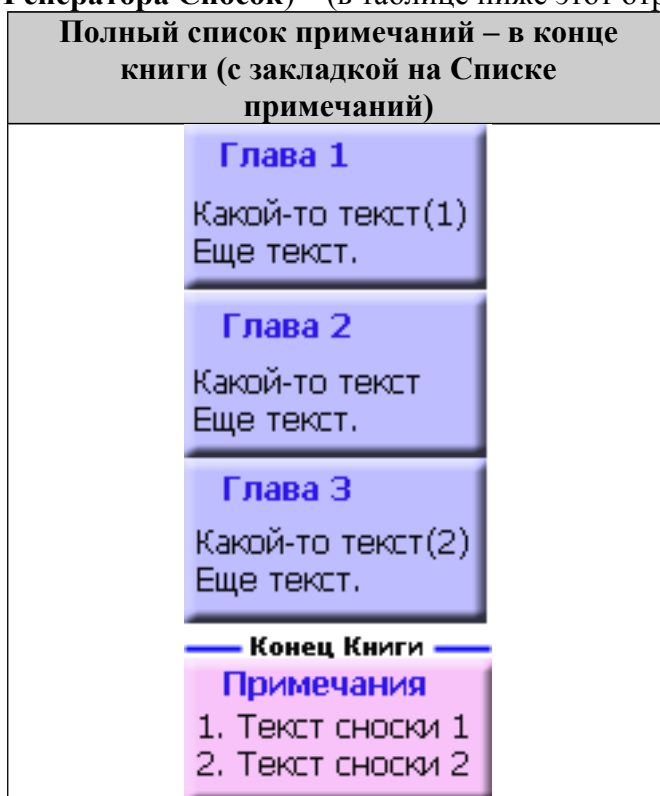 Генератора Сносок) – (в таблице ниже этот отр
Полный список примечаний – в конце
книги (с закладкой на Списке
примечаний)
Глава 1
Какой-то текст(1)
Еще текст.
Глава 2
Какой-то текст
Еще текст.
Глава 3
Какой-то текст(2)
Еще текст.
Конец Книги
Примечания
1. Текст сноски 1
2. Текст сноски 2